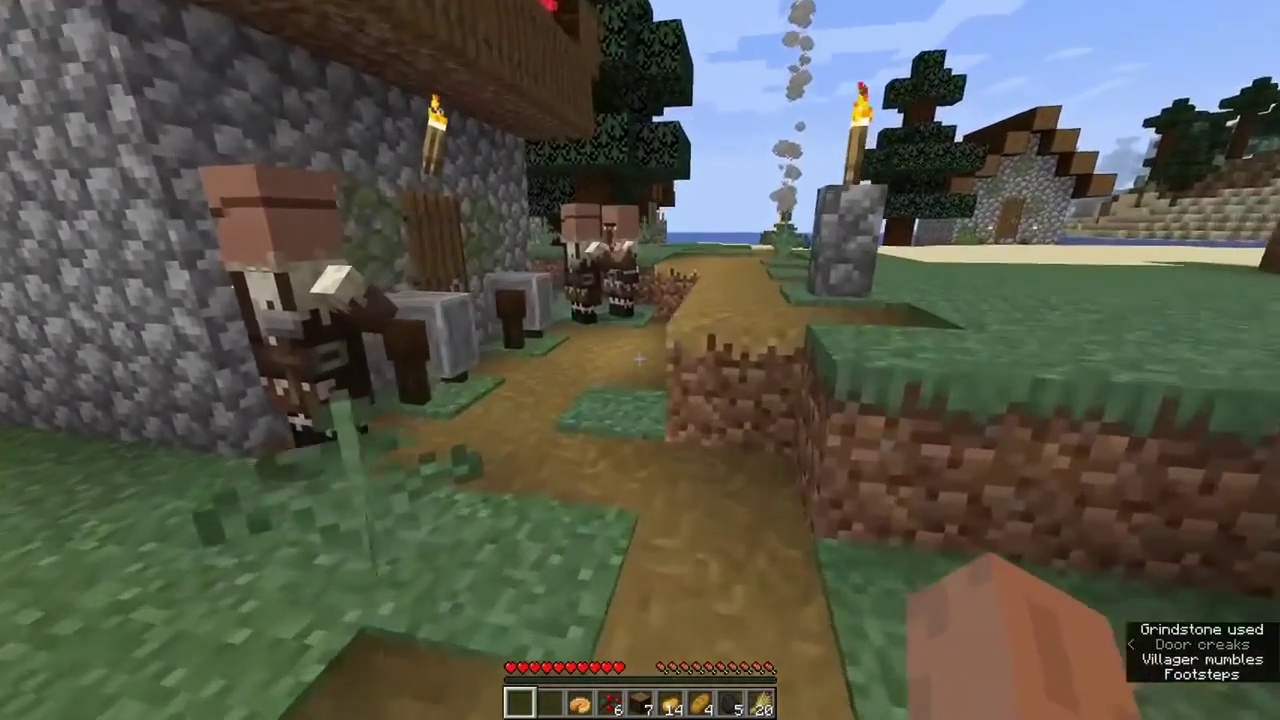 Grindstone used
< Door creaks
Villager mumbles
Footsteps
6 7 14 4 5 20